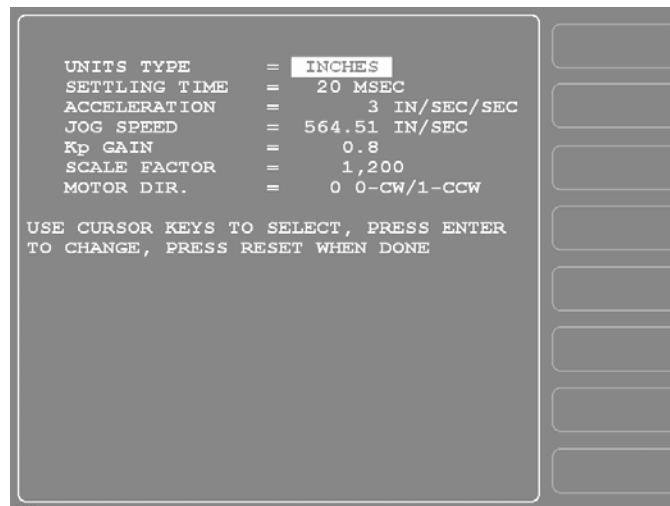 UNITS TYPE = INCHES
SETTLING TIME = 20 MSEC
ACCELERATION = 3 IN/SEC/SEC
JOG SPEED = 564.51 IN/SEC
Kp GAIN = 0.8
SCALE FACTOR = 1,200
MOTOR DIR. = 0 0-CW/1-CCW
USE CURSOR KEYS TO SELECT, PRESS ENTER
TO CHANGE, PRESS RESET WHEN DONE